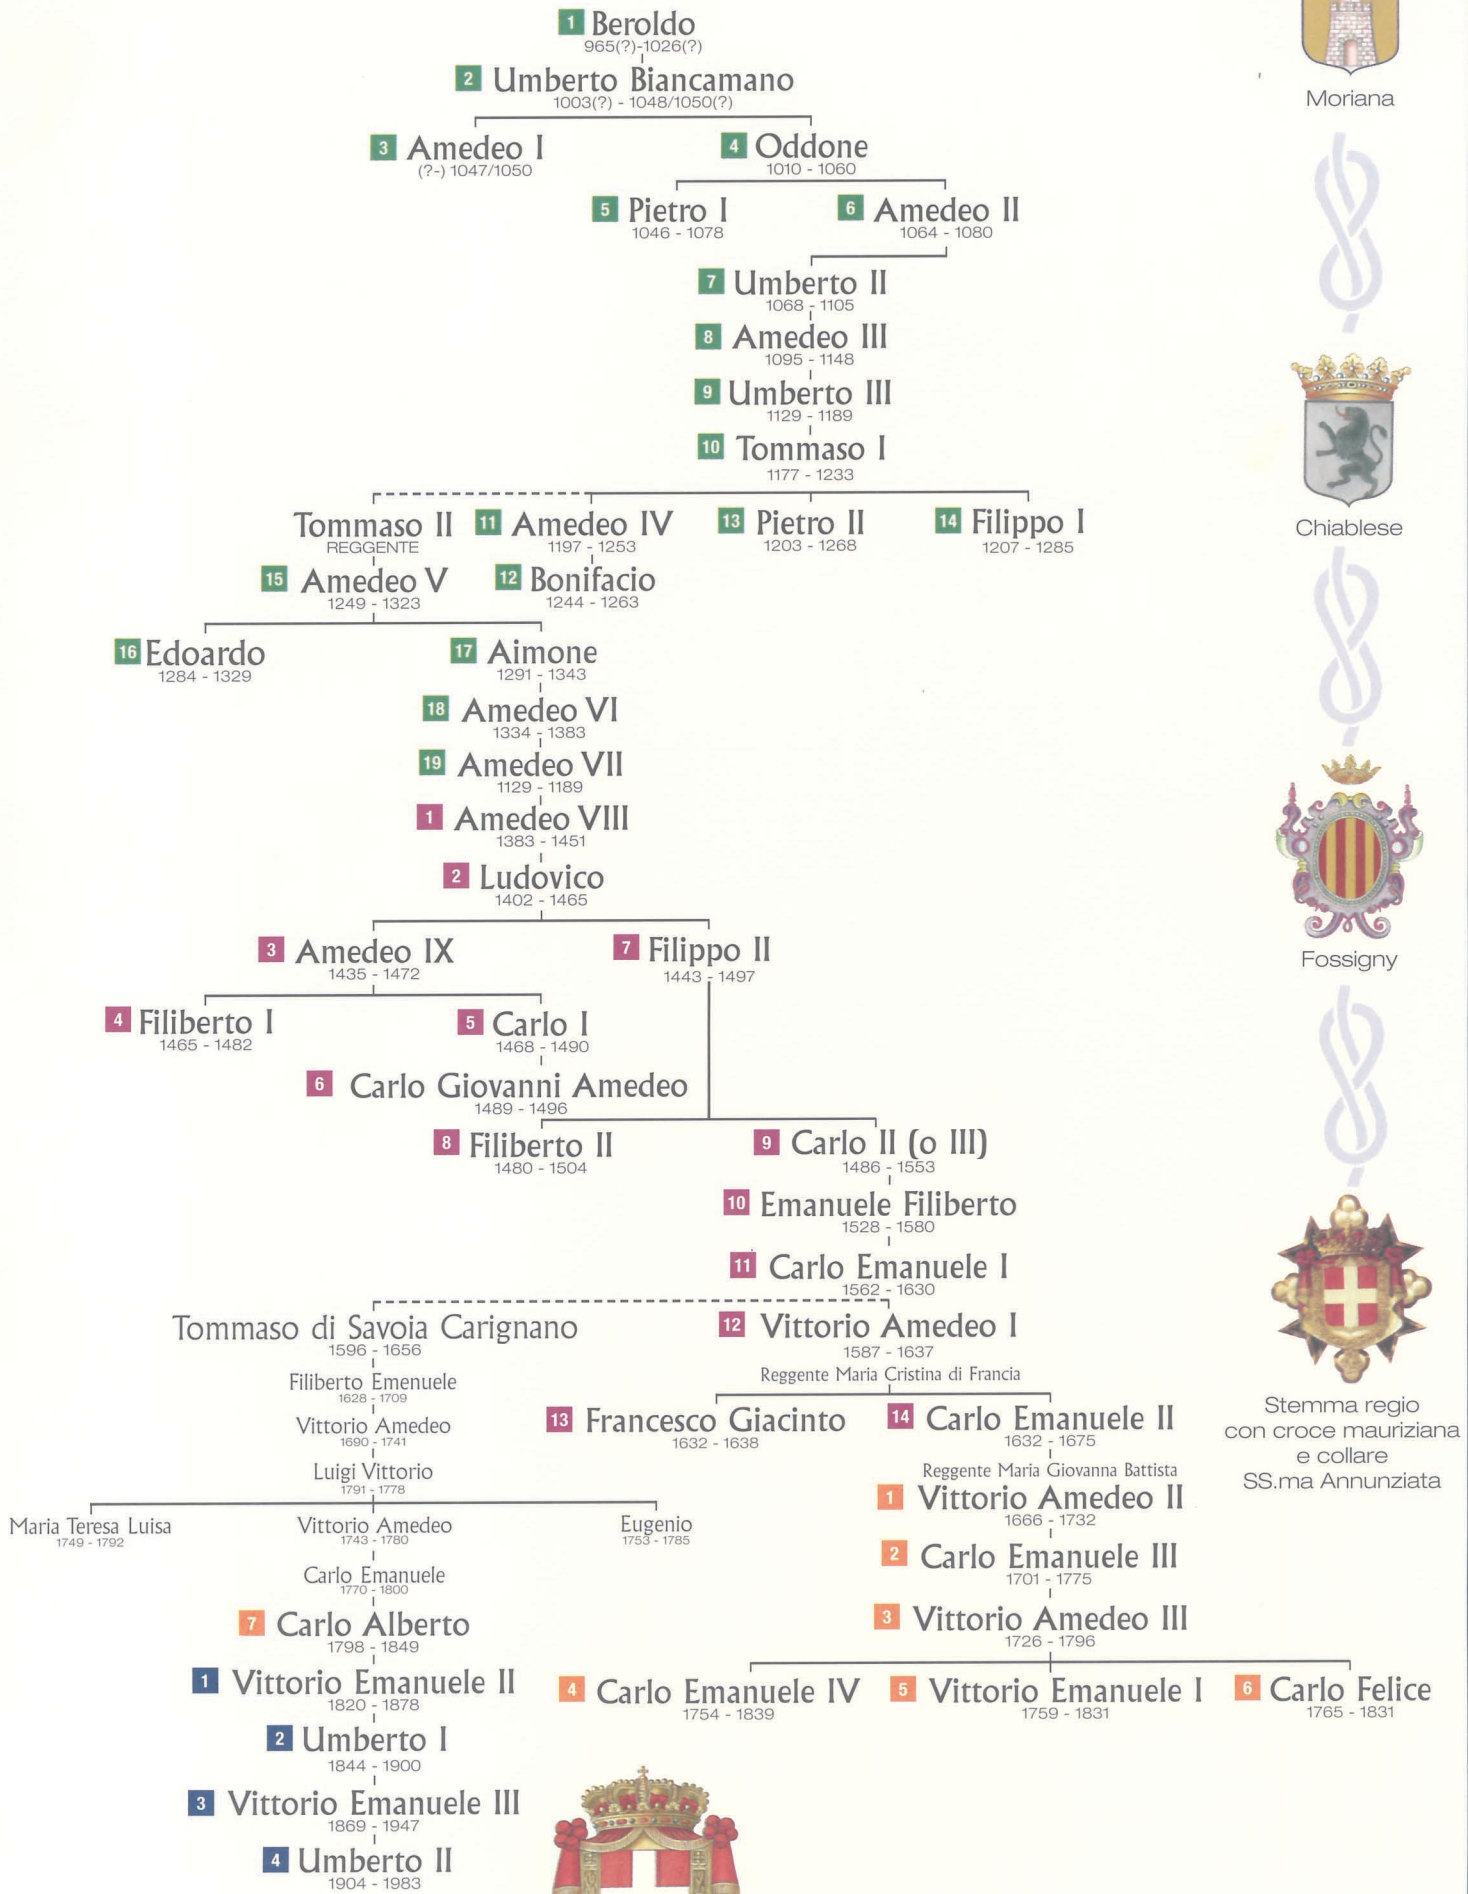 1 Beroldo
965(?)-1026(?)
2 Umberto Biancamano
1003(?) - 1048/1050(?)
3 Amedeo I
(?-) 1047/1050
4 Oddone
1010 - 1060
5 Pietro I
1046 - 1078
6 Amedeo II
1064 - 1080
7 Umberto II
1068 - 1105
8 Amedeo III
1095 - 1148
9 Umberto III
1129 - 1189
10 Tommaso I
1177 - 1233
Tommaso II
REGGENTE
11 Amedeo IV
1197 - 1253
13 Pietro II
1203 - 1268
14 Filippo I
1207 - 1285
15 Amedeo V
1249 - 1323
12 Bonifacio
1244 - 1263
16 Edoardo
1284 - 1329
17 Aimone
1291 - 1343
18 Amedeo VI
1334 - 1383
19 Amedeo VII
1129 - 1189
1 Amedeo VIII
1383 - 1451
2 Ludovico
1402 - 1465
3 Amedeo IX
1435 - 1472
7 Filippo II
1443 - 1497
4 Filiberto I
1465 - 1482
5 Carlo I
1468 - 1490
6 Carlo Giovanni Amedeo
1489 - 1496
8 Filiberto II
1480 - 1504
9 Carlo II (o III)
1486 - 1553
10 Emanuele Filiberto
1528 - 1580
11 Carlo Emanuele I
1562 - 1630
Tommaso di Savoia Carignano
1596 - 1656
12 Vittorio Amedeo I
1587 - 1637
Reggente Maria Cristina di Francia
Filiberto Emenuele
1628 - 1709
Vittorio Amedeo
1690 - 1741
Luigi Vittorio
1791 - 1778
13 Francesco Giacinto
1632 - 1638
14 Carlo Emanuele II
1632 - 1675
Reggente Maria Giovanna Battista
1 Vittorio Amedeo II
1666 - 1732
Maria Teresa Luisa
1749 - 1792
Vittorio Amedeo
1743 - 1780
Eugenio
1753 - 1785
2 Carlo Emanuele III
1701 - 1775
Carlo Emanuele
1770 - 1800
7 Carlo Alberto
1798 - 1849
3 Vittorio Amedeo III
1726 - 1796
1 Vittorio Emanuele II
1820 - 1878
4 Carlo Emanuele IV
1754 - 1839
5 Vittorio Emanuele I
1759 - 1831
6 Carlo Felice
1765 - 1831
2 Umberto I
1844 - 1900
3 Vittorio Emanuele III
1869 - 1947
4 Umberto II
1904 - 1983
Moriana
Chiablese
Fossigny
Stemma regio
con croce mauriziana
e collare
SS.ma Annunziata